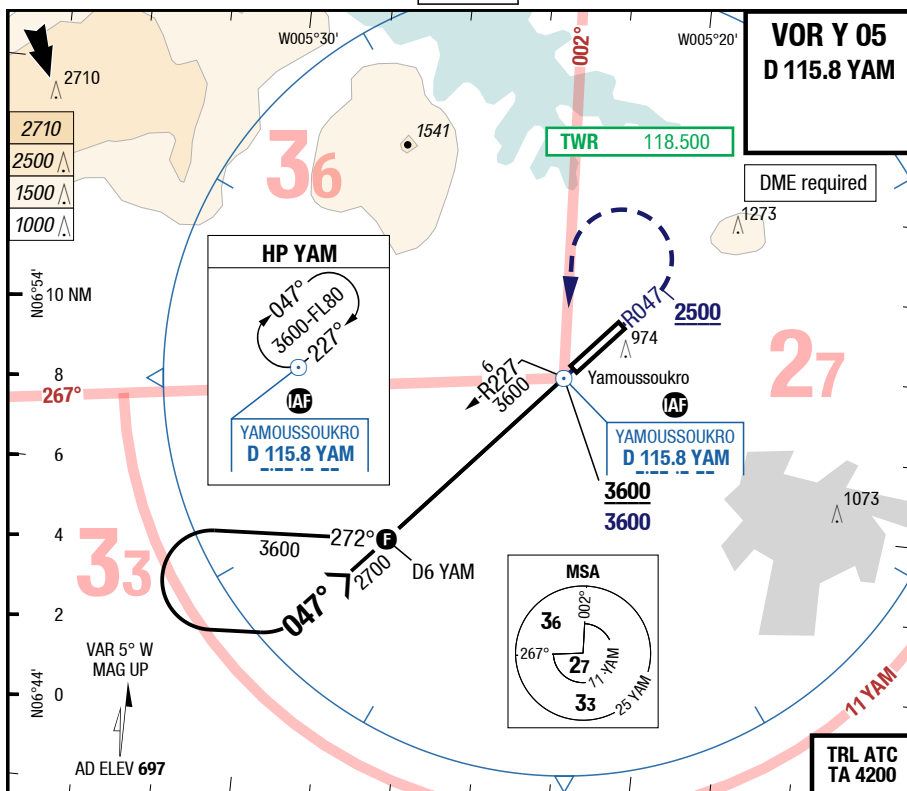 W005°30'
W005°20'
VOR Y 05
D 115.8 YAM
002°
2710
2710
2500
1500
1000
1541
36
TWR 118.500
DME required
1273
HP YAM
047°
3600-FL80
227°
IAF
YAMOUSSOUKRO
D 115.8 YAM
N06°54'
10 NM
8
6
4
2
0
N06°44'
267°
R047
2500
974
27
6
R227
3600
Yamoussoukro
IAF
YAMOUSSOUKRO
D 115.8 YAM
3600
3600
1073
33
3600
272°
F
D6 YAM
2700
047°
MSA
36
002°
267°
27
11 YAM
33
25 YAM
11 YAM
VAR 5° W
MAG UP
AD ELEV 697
TRL ATC
TA 4200